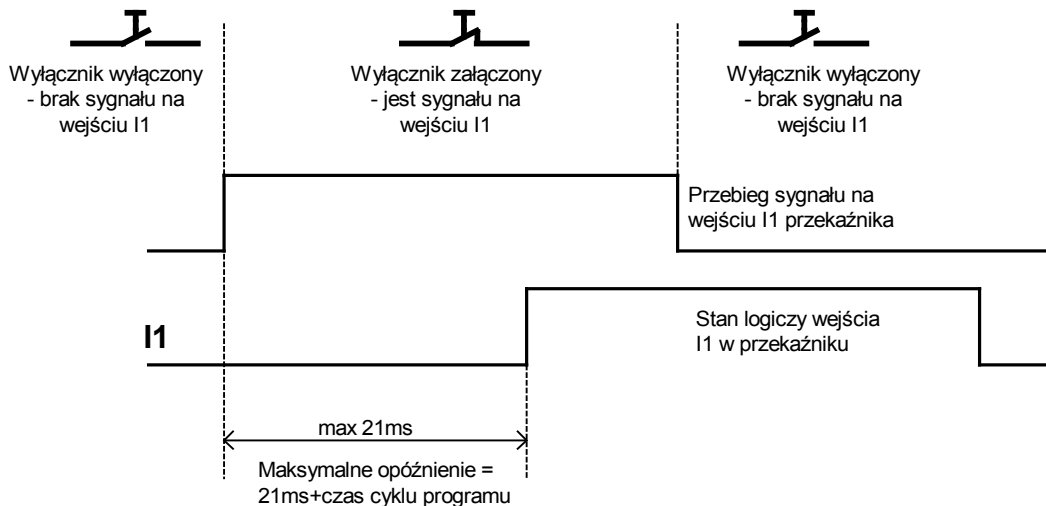 Wyłącznik wyłączony
- brak sygnału na
wejściu I1
Wyłącznik załączony
- jest sygnału na
wejściu I1
Wyłącznik wyłączony
- brak sygnału na
wejściu I1
Przebieg sygnału na
wejściu I1 przekaźnika
I1
Stan logiczy wejścia
I1 w przekaźniku
max 21ms
Maksymalne opóźnienie =
21ms+czas cyklu programu